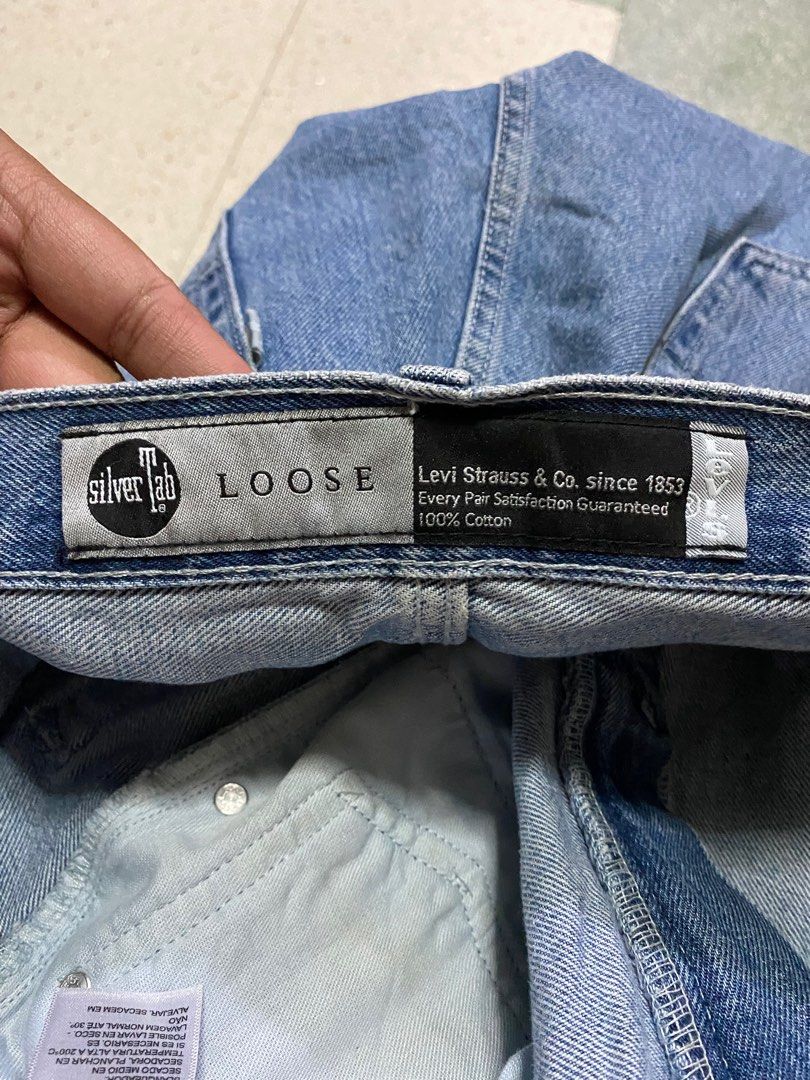 silverTab®
LOOSE
Levi Strauss & Co. since 1853
Every Pair Satisfaction Guaranteed
100% Cotton
Levi's®
BLANQUEADOR.
SECADO MEDIO EN
SECADORA, PLANCHAR EN
TEMPERATURA ALTA A 200°C
SI ES NECESARIO, ES
POSIBLE LAVAR EN SECO. -
LAVAGEM NORMAL ATÉ 30º.
NÃO
ALVEJAR. SECAGEM EM